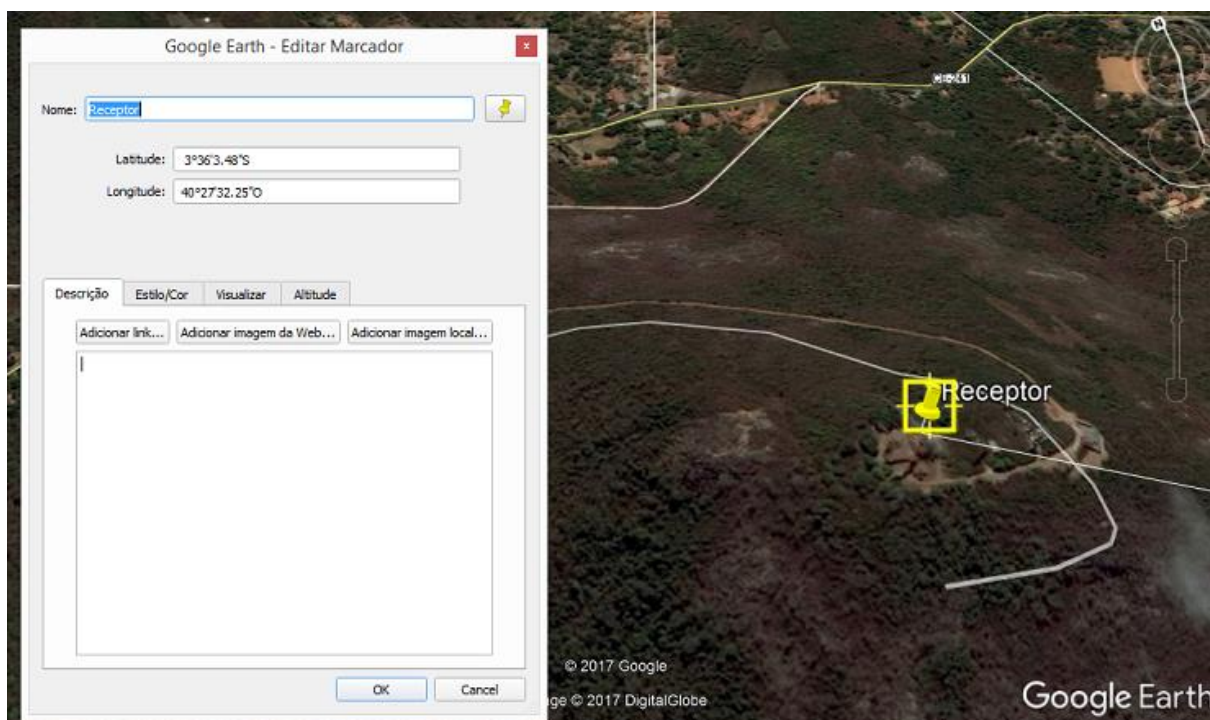 Google Earth - Editar Marcador
x
Nome: Receptor
Latitude: 3°36'3.48"S
Longitude: 40°27'32.25"O
Descrição Estilo/Cor Visualizar Altitude
Adicionar link... Adicionar imagem da Web... Adicionar imagem local...
OK Cancel
N
CE-241
Receptor
© 2017 Google
ge © 2017 DigitalGlobe
Google Earth